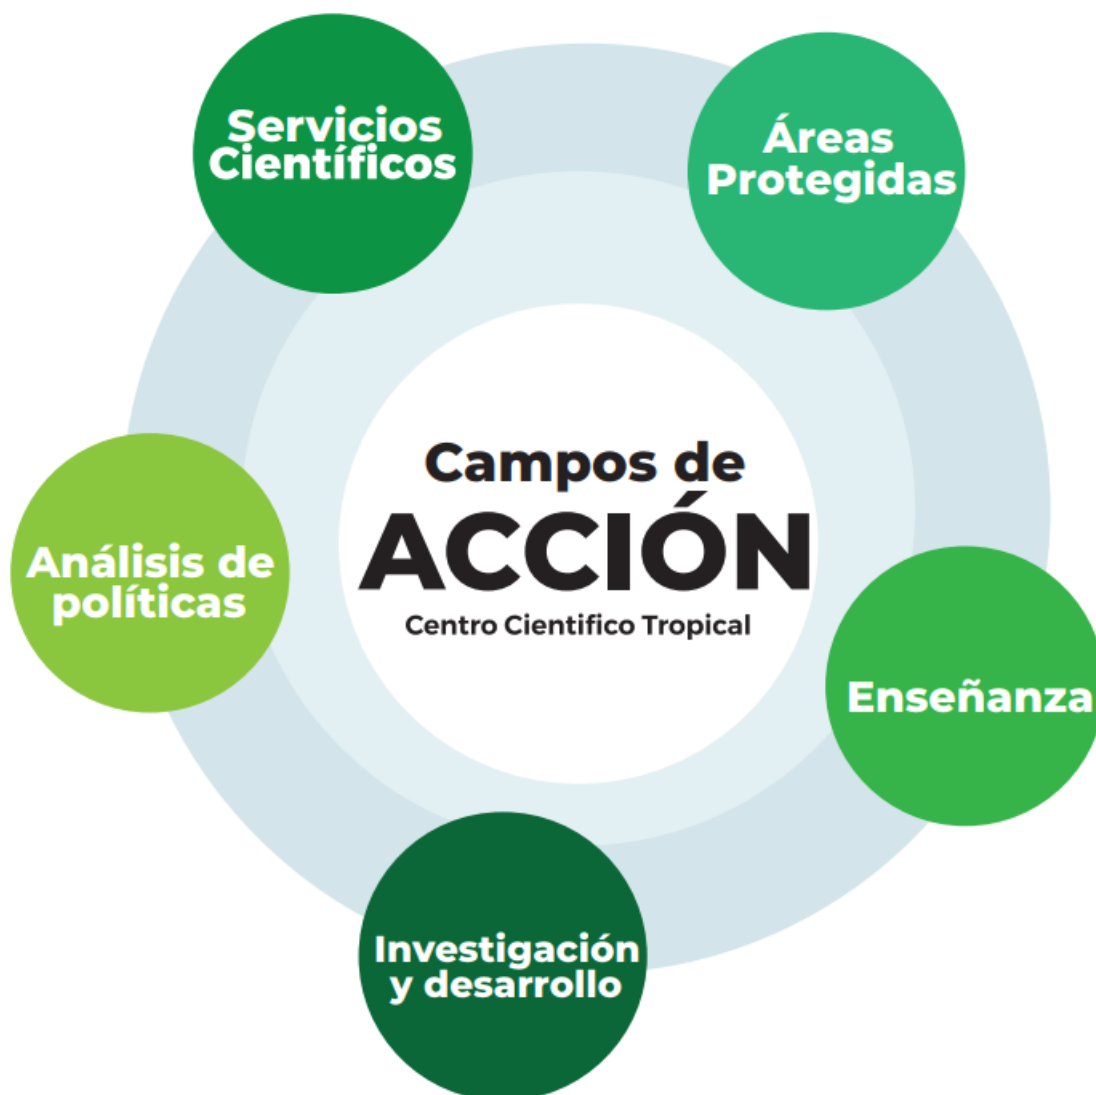 Servicios
Científicos
Áreas
Protegidas
Campos de
ACCIÓN
Centro Cientifico Tropical
Análisis de
políticas
Enseñanza
Investigación
y desarrollo